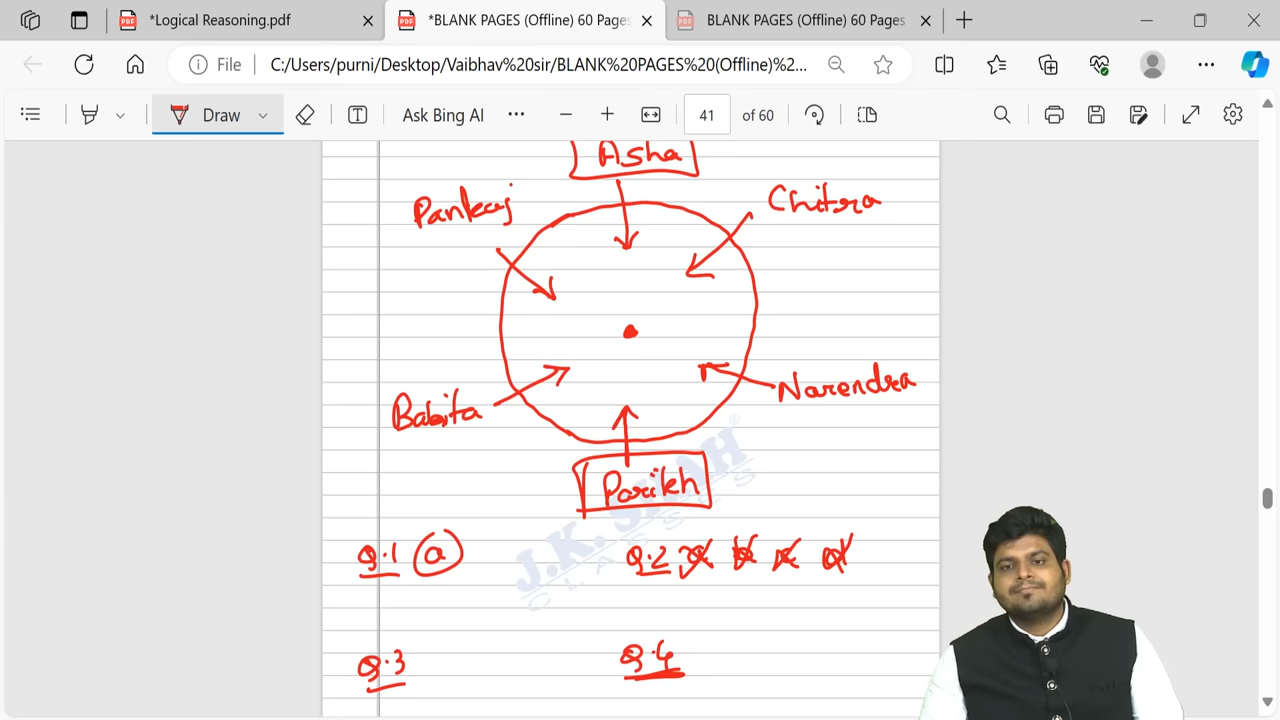 *Logical Reasoning.pdf
*BLANK PAGES (Offline) 60 Pages
BLANK PAGES (Offline) 60 Pages
File
C:/Users/purni/Desktop/Vaibhav%20sir/BLANK%20PAGES%20(Offline)%2...
Draw
Ask Bing AI
41
of 60
Asha
Pankaj
Chitra
Babita
Narendra
Parikh
J.K. SHAH
CLASSES
Q.1 a
Q.2 a b c d
Q.3
Q.4